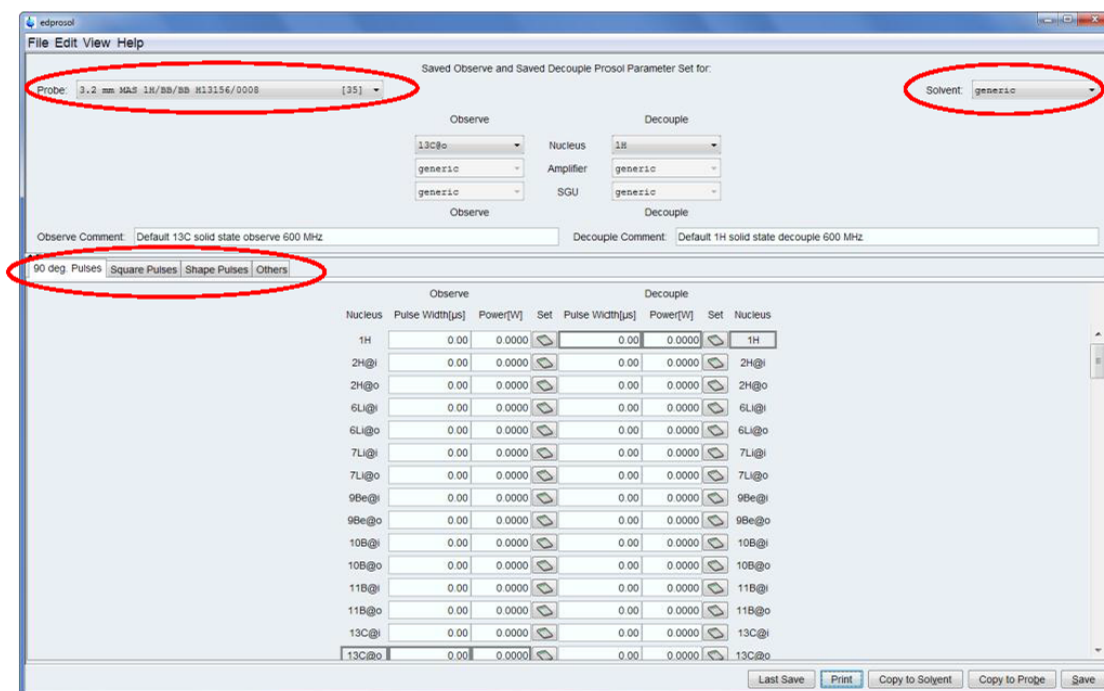 edprosol
File Edit View Help
Saved Observe and Saved Decouple Prosol Parameter Set for:
Probe: 3.2 mm MAS 1H/BB/BB H13156/0008 [35] Solvent: generic
Observe Decouple
13C@o Nucleus 1H
generic Amplifier generic
generic SGU generic
Observe Decouple
Observe Comment: Default 13C solid state observe 600 MHz Decouple Comment: Default 1H solid state decouple 600 MHz
90 deg. Pulses Square Pulses Shape Pulses Others
Observe Decouple
Nucleus Pulse Width[µs] Power[W] Set Pulse Width[µs] Power[W] Set Nucleus
1H 0.00 0.0000 0.00 0.0000 1H
2H@i 0.00 0.0000 0.00 0.0000 2H@i
2H@o 0.00 0.0000 0.00 0.0000 2H@o
6Li@i 0.00 0.0000 0.00 0.0000 6Li@i
6Li@o 0.00 0.0000 0.00 0.0000 6Li@o
7Li@i 0.00 0.0000 0.00 0.0000 7Li@i
7Li@o 0.00 0.0000 0.00 0.0000 7Li@o
9Be@i 0.00 0.0000 0.00 0.0000 9Be@i
9Be@o 0.00 0.0000 0.00 0.0000 9Be@o
10B@i 0.00 0.0000 0.00 0.0000 10B@i
10B@o 0.00 0.0000 0.00 0.0000 10B@o
11B@i 0.00 0.0000 0.00 0.0000 11B@i
11B@o 0.00 0.0000 0.00 0.0000 11B@o
13C@i 0.00 0.0000 0.00 0.0000 13C@i
13C@o 0.00 0.0000 0.00 0.0000 13C@o
Last Save Print Copy to Solvent Copy to Probe Save